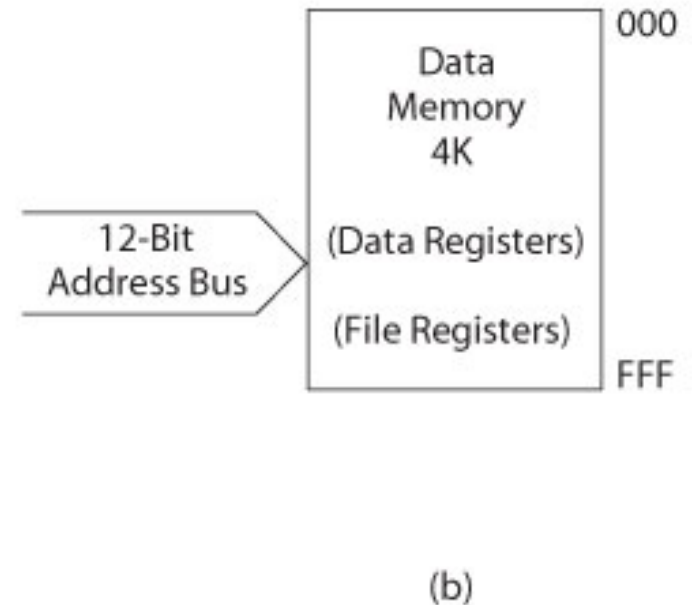 000
Data
Memory
4K
12-Bit
Address Bus
(Data Registers)
(File Registers)
FFF
(b)